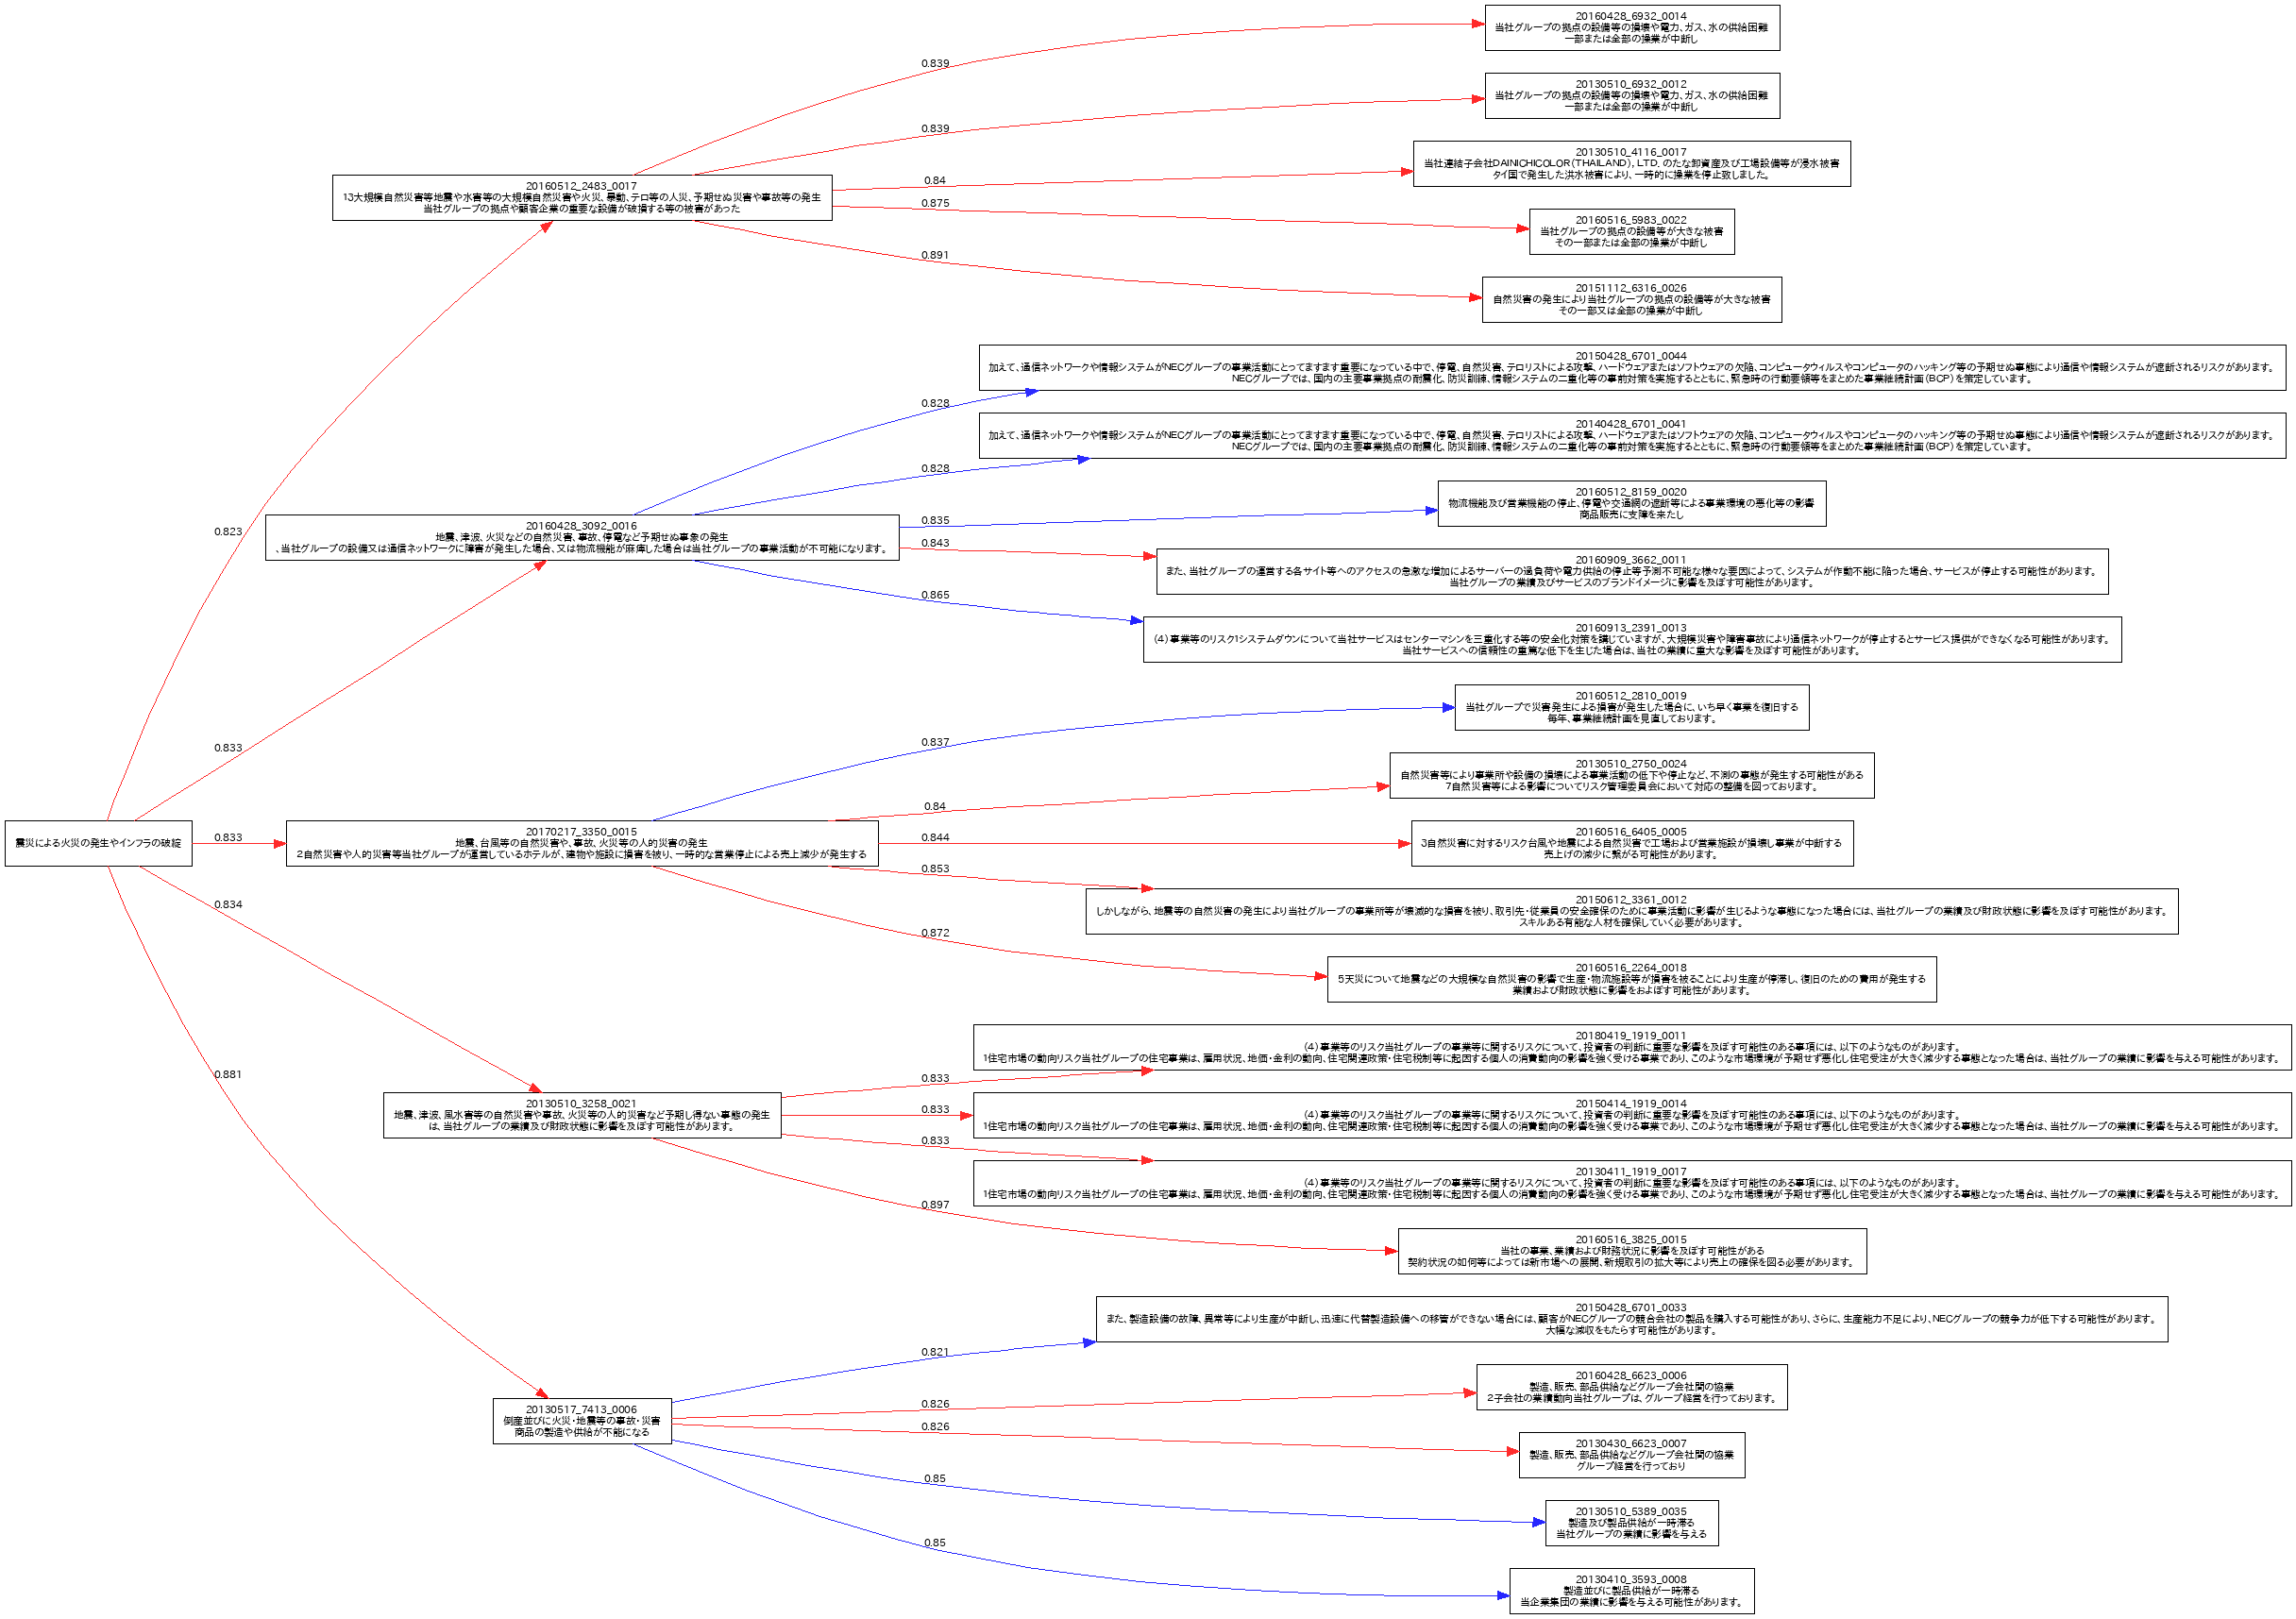 震災による火災の発生やインフラの破綻
0.823
0.833
0.833
0.834
0.881
20160512_2483_0017
13大規模自然災害等地震や水害等の大規模自然災害や火災、暴動、テロ等の人災、予期せぬ災害や事故等の発生
当社グループの拠点や顧客企業の重要な設備が破損する等の被害があった
0.839
0.839
0.84
0.875
0.891
20160428_6932_0014
当社グループの拠点の設備等の損壊や電力、ガス、水の供給困難
一部または全部の操業が中断し
20130510_6932_0012
当社グループの拠点の設備等の損壊や電力、ガス、水の供給困難
一部または全部の操業が中断し
20130510_4116_0017
当社連結子会社DAINICHICOLOR(THAILAND), LTD. のたな卸資産及び工場設備等が浸水被害
タイ国で発生した洪水被害により、一時的に操業を停止致しました。
20160516_5983_0022
当社グループの拠点の設備等が大きな被害
その一部または全部の操業が中断し
20151112_6316_0026
自然災害の発生により当社グループの拠点の設備等が大きな被害
その一部又は全部の操業が中断し
20160428_3092_0016
地震、津波、火災などの自然災害、事故、停電など予期せぬ事象の発生
、当社グループの設備又は通信ネットワークに障害が発生した場合、又は物流機能が麻痺した場合は当社グループの事業活動が不可能になります。
0.828
0.828
0.835
0.843
0.865
20150428_6701_0044
加えて、通信ネットワークや情報システムがNECグループの事業活動にとってますます重要になっている中で、停電、自然災害、テロリストによる攻撃、ハードウェアまたはソフトウェアの欠陥、コンピュータウィルスやコンピュータのハッキング等の予期せぬ事態により通信や情報システムが遮断されるリスクがあります。
NECグループでは、国内の主要事業拠点の耐震化、防災訓練、情報システムの二重化等の事前対策を実施するとともに、緊急時の行動要領等をまとめた事業継続計画(BCP)を策定しています。
20140428_6701_0041
加えて、通信ネットワークや情報システムがNECグループの事業活動にとってますます重要になっている中で、停電、自然災害、テロリストによる攻撃、ハードウェアまたはソフトウェアの欠陥、コンピュータウィルスやコンピュータのハッキング等の予期せぬ事態により通信や情報システムが遮断されるリスクがあります。
NECグループでは、国内の主要事業拠点の耐震化、防災訓練、情報システムの二重化等の事前対策を実施するとともに、緊急時の行動要領等をまとめた事業継続計画(BCP)を策定しています。
20160512_8159_0020
物流機能及び営業機能の停止、停電や交通網の遮断等による事業環境の悪化等の影響
商品販売に支障を来たし
20160909_3662_0011
また、当社グループの運営する各サイト等へのアクセスの急激な増加によるサーバーの過負荷や電力供給の停止等予測不可能な様々な要因によって、システムが作動不能に陥った場合、サービスが停止する可能性があります。
当社グループの業績及びサービスのブランドイメージに影響を及ぼす可能性があります。
20160913_2391_0013
(4)事業等のリスク1システムダウンについて当社サービスはセンターマシンを三重化する等の安全化対策を講じていますが、大規模災害や障害事故により通信ネットワークが停止するとサービス提供ができなくなる可能性があります。
当社サービスへの信頼性の重篤な低下を生じた場合は、当社の業績に重大な影響を及ぼす可能性があります。
20170217_3350_0015
地震、台風等の自然災害や、事故、火災等の人的災害の発生
2自然災害や人的災害等当社グループが運営しているホテルが、建物や施設に損害を被り、一時的な営業停止による売上減少が発生する
0.837
0.84
0.844
0.853
0.872
20160512_2810_0019
当社グループで災害発生による損害が発生した場合に、いち早く事業を復旧する
毎年、事業継続計画を見直しております。
20130510_2750_0024
自然災害等により事業所や設備の損壊による事業活動の低下や停止など、不測の事態が発生する可能性がある
7自然災害等による影響についてリスク管理委員会において対応の整備を図っております。
20160516_6405_0005
3自然災害に対するリスク台風や地震による自然災害で工場および営業施設が損壊し事業が中断する
売上げの減少に繋がる可能性があります。
20150612_3361_0012
しかしながら、地震等の自然災害の発生により当社グループの事業所等が壊滅的な損害を被り、取引先・従業員の安全確保のために事業活動に影響が生じるような事態になった場合には、当社グループの業績及び財政状態に影響を及ぼす可能性があります。
スキルある有能な人材を確保していく必要があります。
20160516_2264_0018
5天災について地震などの大規模な自然災害の影響で生産・物流施設等が損害を被ることにより生産が停滞し、復旧のための費用が発生する
業績および財政状態に影響をおよぼす可能性があります。
20130510_3258_0021
地震、津波、風水害等の自然災害や事故、火災等の人的災害など予期し得ない事態の発生
は、当社グループの業績及び財政状態に影響を及ぼす可能性があります。
0.833
0.833
0.833
0.897
20180419_1919_0011
(4)事業等のリスク当社グループの事業等に関するリスクについて、投資者の判断に重要な影響を及ぼす可能性のある事項には、以下のようなものがあります。
1住宅市場の動向リスク当社グループの住宅事業は、雇用状況、地価・金利の動向、住宅関連政策・住宅税制等に起因する個人の消費動向の影響を強く受ける事業であり、このような市場環境が予期せず悪化し住宅受注が大きく減少する事態となった場合は、当社グループの業績に影響を与える可能性があります。
20150414_1919_0014
(4)事業等のリスク当社グループの事業等に関するリスクについて、投資者の判断に重要な影響を及ぼす可能性のある事項には、以下のようなものがあります。
1住宅市場の動向リスク当社グループの住宅事業は、雇用状況、地価・金利の動向、住宅関連政策・住宅税制等に起因する個人の消費動向の影響を強く受ける事業であり、このような市場環境が予期せず悪化し住宅受注が大きく減少する事態となった場合は、当社グループの業績に影響を与える可能性があります。
20130411_1919_0017
(4)事業等のリスク当社グループの事業等に関するリスクについて、投資者の判断に重要な影響を及ぼす可能性のある事項には、以下のようなものがあります。
1住宅市場の動向リスク当社グループの住宅事業は、雇用状況、地価・金利の動向、住宅関連政策・住宅税制等に起因する個人の消費動向の影響を強く受ける事業であり、このような市場環境が予期せず悪化し住宅受注が大きく減少する事態となった場合は、当社グループの業績に影響を与える可能性があります。
20160516_3825_0015
当社の事業、業績および財務状況に影響を及ぼす可能性がある
契約状況の如何等によっては新市場への展開、新規取引の拡大等により売上の確保を図る必要があります。
20130517_7413_0006
倒産並びに火災・地震等の事故・災害
商品の製造や供給が不能になる
0.821
0.826
0.826
0.85
0.85
20150428_6701_0033
また、製造設備の故障、異常等により生産が中断し、迅速に代替製造設備への移管ができない場合には、顧客がNECグループの競合会社の製品を購入する可能性があり、さらに、生産能力不足により、NECグループの競争力が低下する可能性があります。
大幅な減収をもたらす可能性があります。
20160428_6623_0006
製造、販売、部品供給などグループ会社間の協業
2子会社の業績動向当社グループは、グループ経営を行っております。
20130430_6623_0007
製造、販売、部品供給などグループ会社間の協業
グループ経営を行っており
20130510_5389_0035
製造及び製品供給が一時滞る
当社グループの業績に影響を与える
20130410_3593_0008
製造並びに製品供給が一時滞る
当企業集団の業績に影響を与える可能性があります。